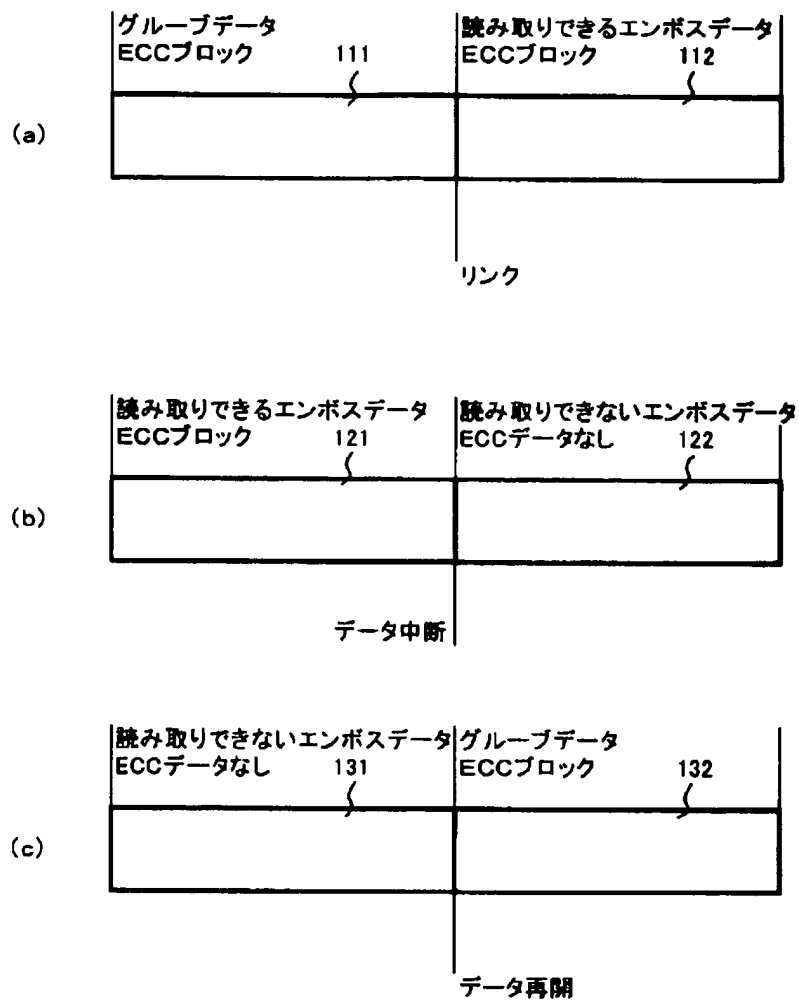 グルーブデータ
ECCブロック 111
読み取りできるエンボスデータ
ECCブロック 112
(a)
リンク
読み取りできるエンボスデータ
ECCブロック 121
読み取りできないエンボスデータ
ECCデータなし 122
(b)
データ中断
読み取りできないエンボスデータ
ECCデータなし 131
グルーブデータ
ECCブロック 132
(c)
データ再開